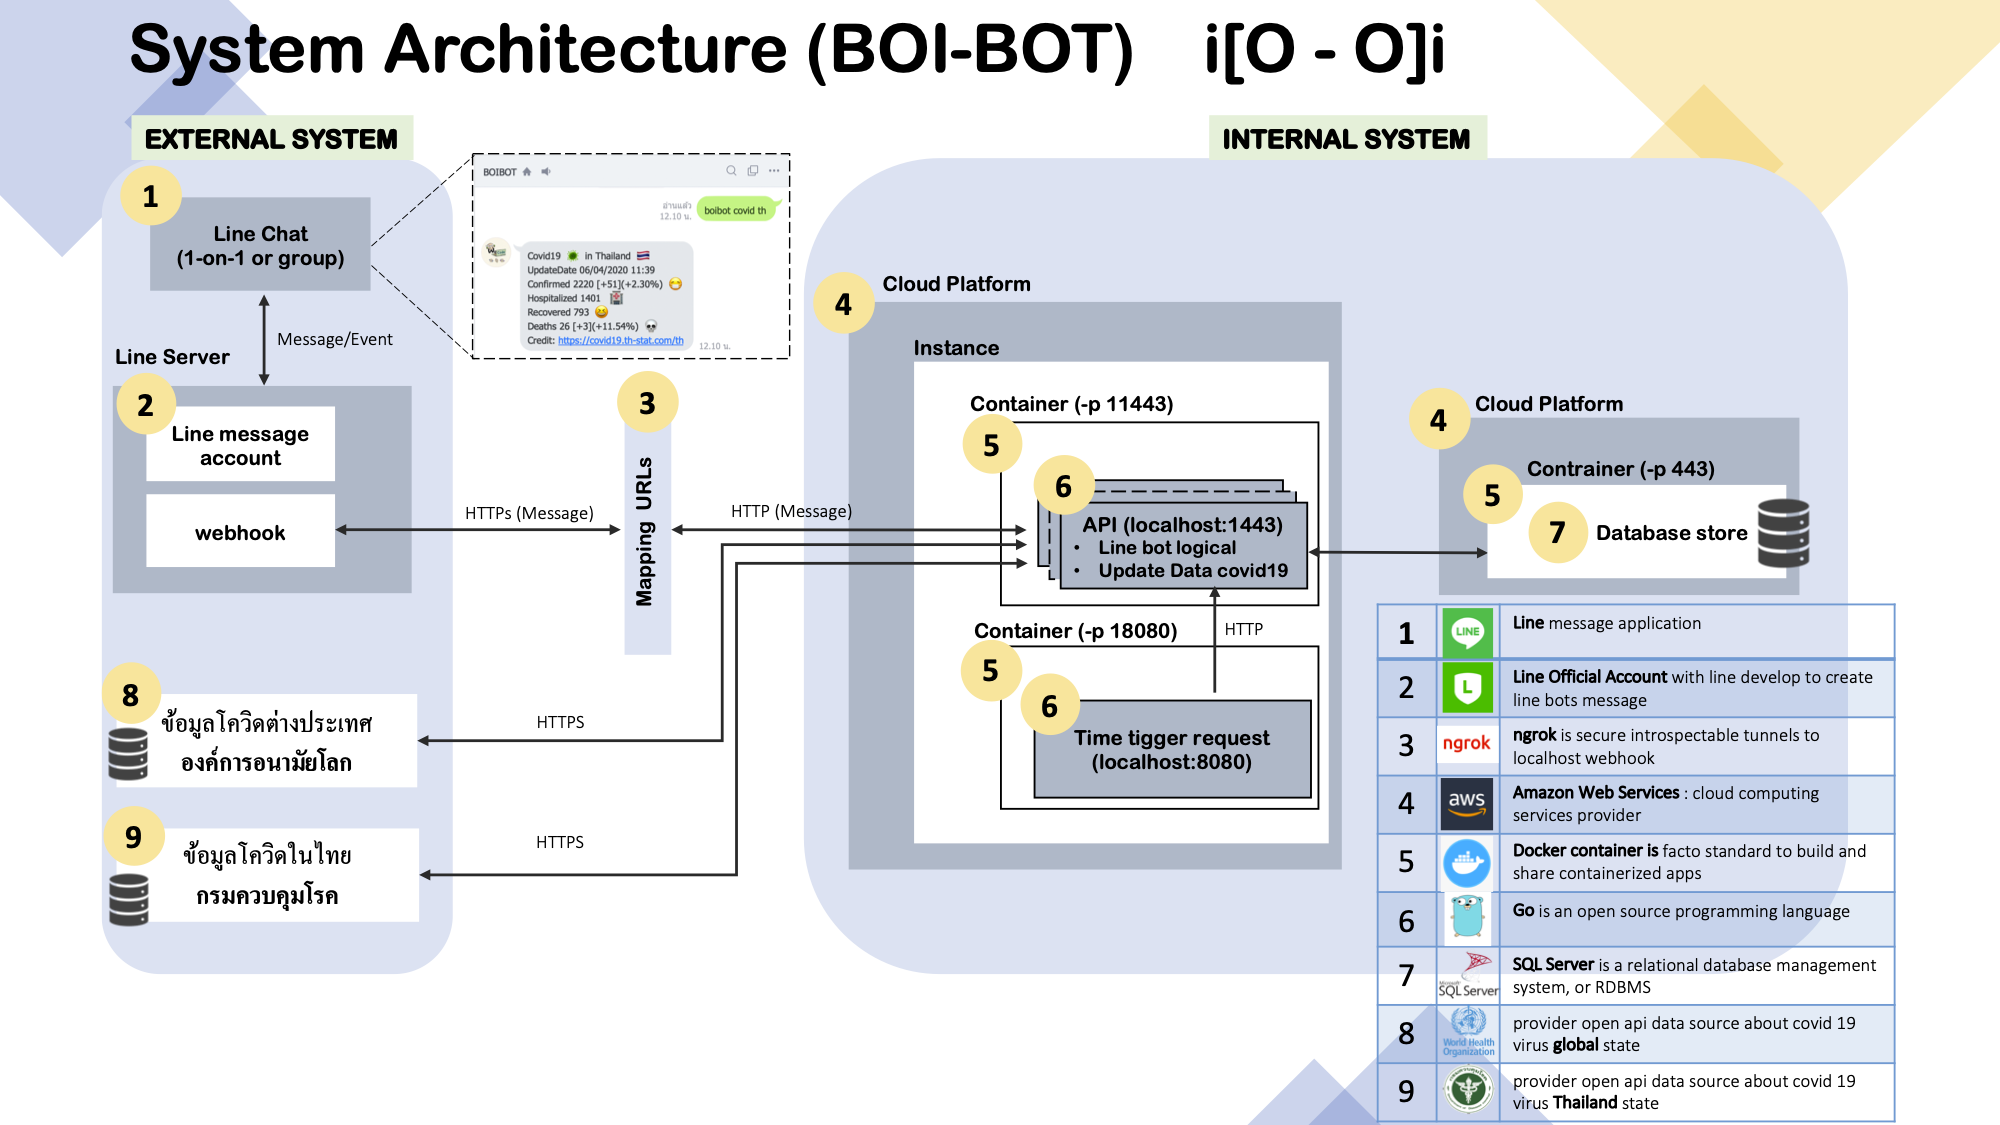 System Architecture (BOI-BOT) i[O - O]i
EXTERNAL SYSTEM
INTERNAL SYSTEM
1
Line Chat
(1-on-1 or group)
BOIBOT
อ่านแล้ว
12.10 น.
boibot covid th
Covid19 in Thailand
UpdateDate 06/04/2020 11:39
Confirmed 2220 [+51](+2.30%)
Hospitalized 1401
Recovered 793
Deaths 26 [+3](+11.54%)
Credit: https://covid19.th-stat.com/th
12.10 น.
Message/Event
Line Server
2
Line message
account
webhook
HTTPs (Message)
3
Mapping URLs
HTTP (Message)
8
ข้อมูลโควิดต่างประเทศ
องค์การอนามัยโลก
HTTPS
9
ข้อมูลโควิดในไทย
กรมควบคุมโรค
HTTPS
4
Cloud Platform
Instance
Container (-p 11443)
5
6
API (localhost:1443)
• Line bot logical
• Update Data covid19
Container (-p 18080)
HTTP
5
6
Time tigger request
(localhost:8080)
4
Cloud Platform
Contrainer (-p 443)
5
7
Database store
1
LINE
Line message application
2
L
Line Official Account with line develop to create
line bots message
3
ngrok
ngrok is secure introspectable tunnels to
localhost webhook
4
aws
Amazon Web Services : cloud computing
services provider
5
Docker container is facto standard to build and
share containerized apps
6
Go is an open source programming language
7
SQL Server
SQL Server is a relational database management
system, or RDBMS
8
World Health
Organization
provider open api data source about covid 19
virus global state
9
provider open api data source about covid 19
virus Thailand state